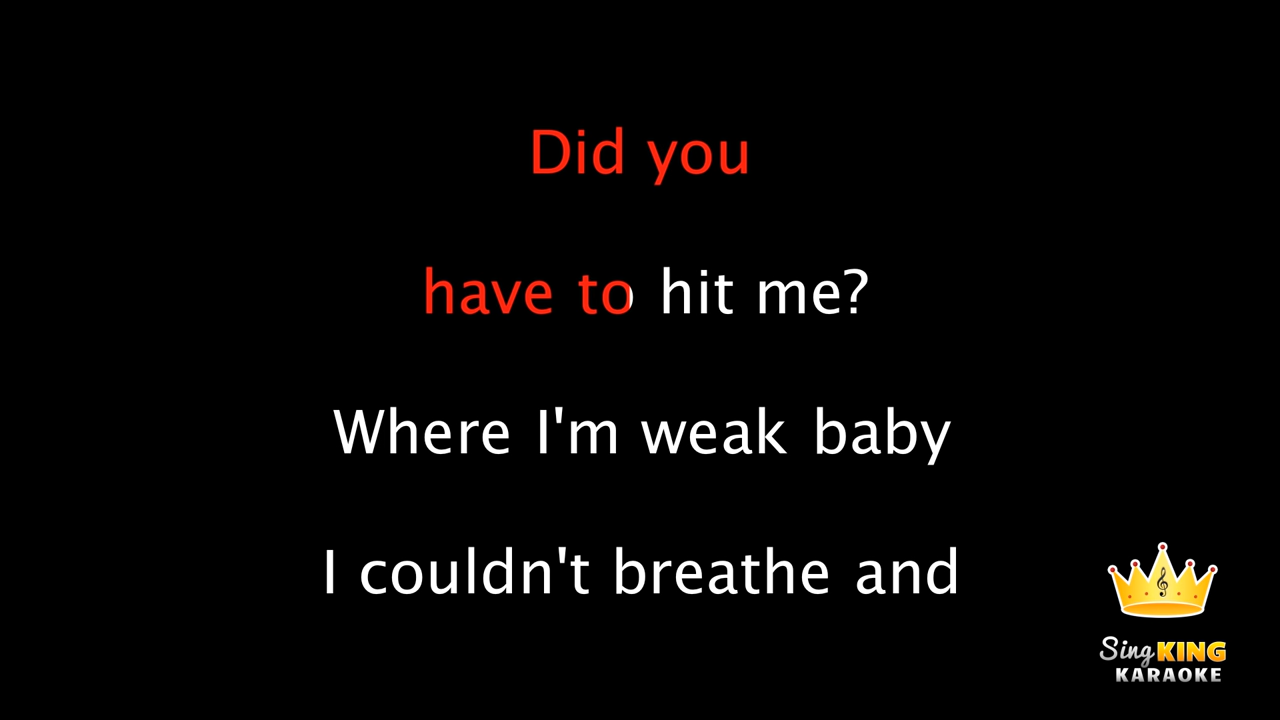 Did you
have to hit me?
Where I'm weak baby
I couldn't breathe and
Sing KING
KARAOKE